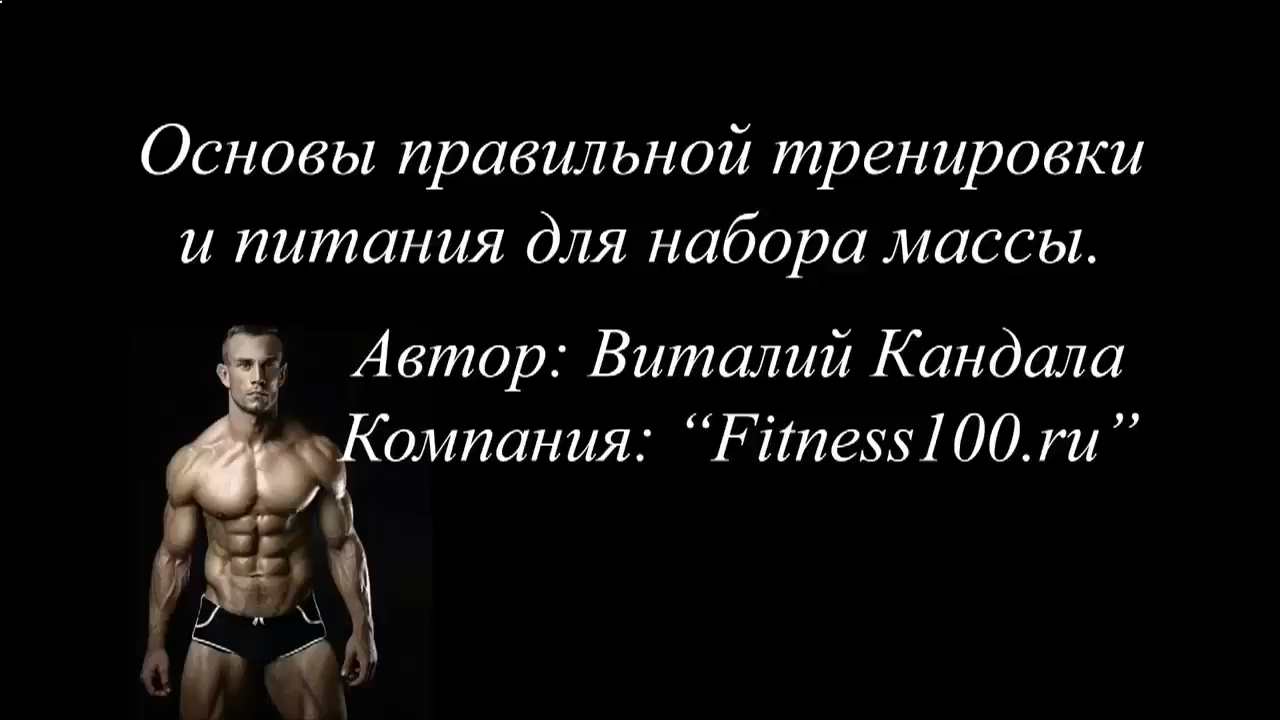 Основы правильной тренировки
и питания для набора массы.
Автор: Виталий Кандала
Компания: “Fitness100.ru”